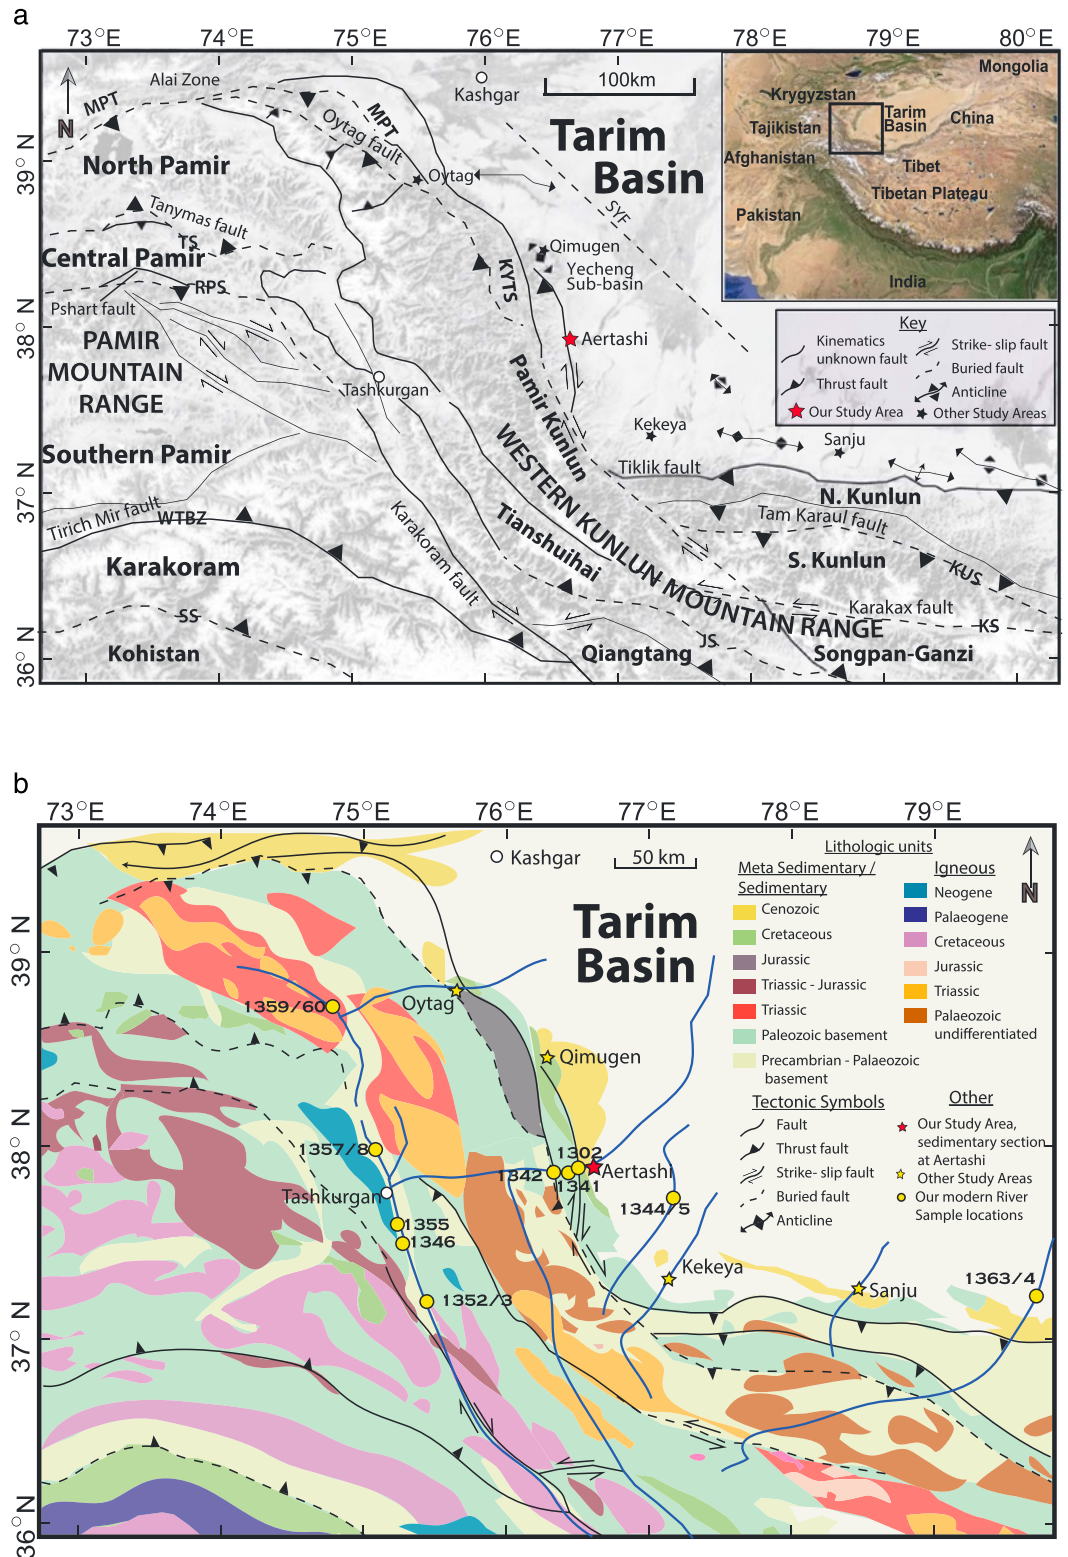 a
73°E 74°E 75°E 76°E 77°E 78°E 79°E 80°E
39°N
38°N
37°N
36°N
N
Alai Zone
MPT
MPT
Kashgar
100km
Tarim
Basin
Oytag fault
Oytag
North Pamir
SYF
Tanymas fault
TS
Central Pamir
RPS
Pshart fault
Qimugen
Yecheng
Sub-basin
KYTS
Aertashi
PAMIR
MOUNTAIN
RANGE
Tashkurgan
Pamir Kunlun
Kekeya
Sanju
Southern Pamir
Tiklik fault
WESTERN KUNLUN MOUNTAIN RANGE
N. Kunlun
Tirich Mir fault
WTBZ
Karakoram fault
Tianshuihai
Tam Karaul fault
Karakoram
S. Kunlun
KUS
Karakax fault
KS
SS
JS
Kohistan
Qiangtang
Songpan-Ganzi
Mongolia
Krygyzstan
Tarim
Basin
China
Tajikistan
Afghanistan
Tibet
Tibetan Plateau
Pakistan
India
Key
Kinematics
unknown fault
Strike- slip fault
Buried fault
Thrust fault
Anticline
Our Study Area
Other Study Areas
b
73°E 74°E 75°E 76°E 77°E 78°E 79°E
39°N
38°N
37°N
36°N
Kashgar
50 km
N
Tarim
Basin
Oytag
1359/60
Qimugen
1357/8
1302
1342
1341
Aertashi
Tashkurgan
1344/5
1355
1346
Kekeya
1352/3
Sanju
1363/4
Lithologic units
Meta Sedimentary /
Sedimentary
Cenozoic
Cretaceous
Jurassic
Triassic - Jurassic
Triassic
Paleozoic basement
Precambrian - Palaeozoic
basement
Igneous
Neogene
Palaeogene
Cretaceous
Jurassic
Triassic
Palaeozoic
undifferentiated
Tectonic Symbols
Fault
Thrust fault
Strike- slip fault
Buried fault
Anticline
Other
Our Study Area,
sedimentary section
at Aertashi
Other Study Areas
Our modern River
Sample locations